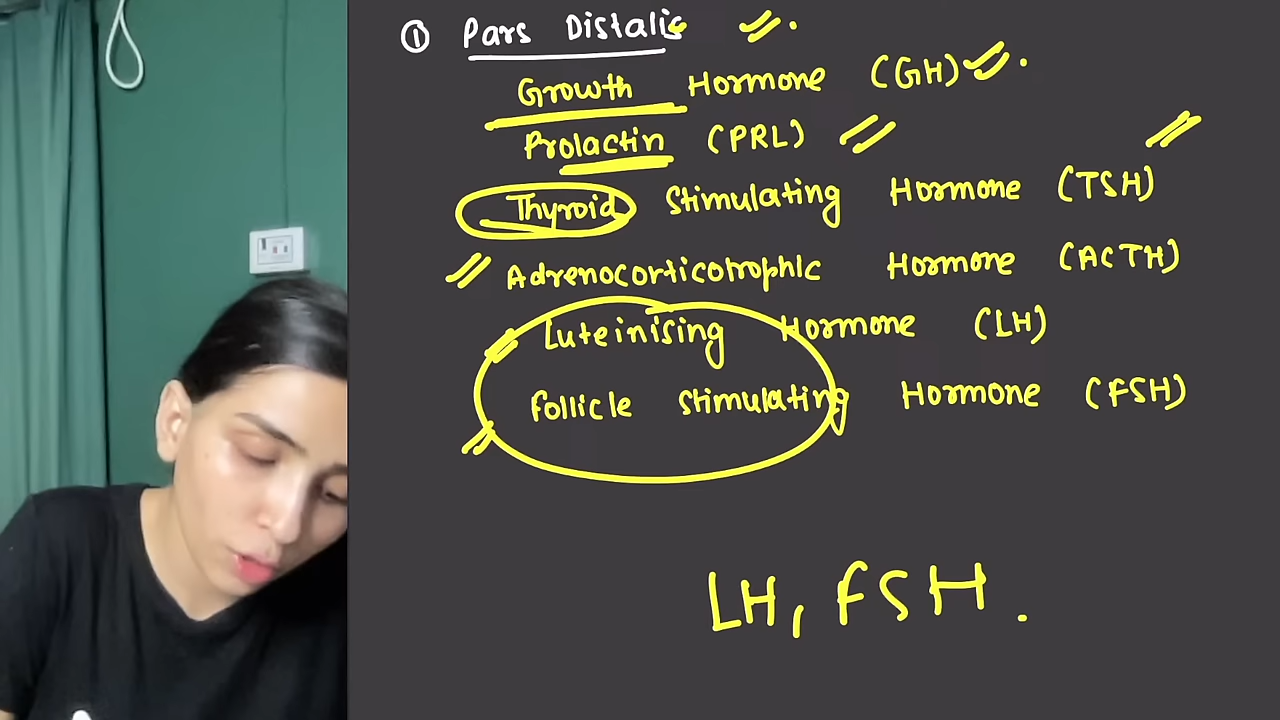 ① Pars Distalis
Growth Hormone (GH)
Prolactin (PRL)
Thyroid Stimulating Hormone (TSH)
Adrenocorticotrophic Hormone (ACTH)
Luteinising Hormone (LH)
Follicle Stimulating Hormone (FSH)
LH, FSH.